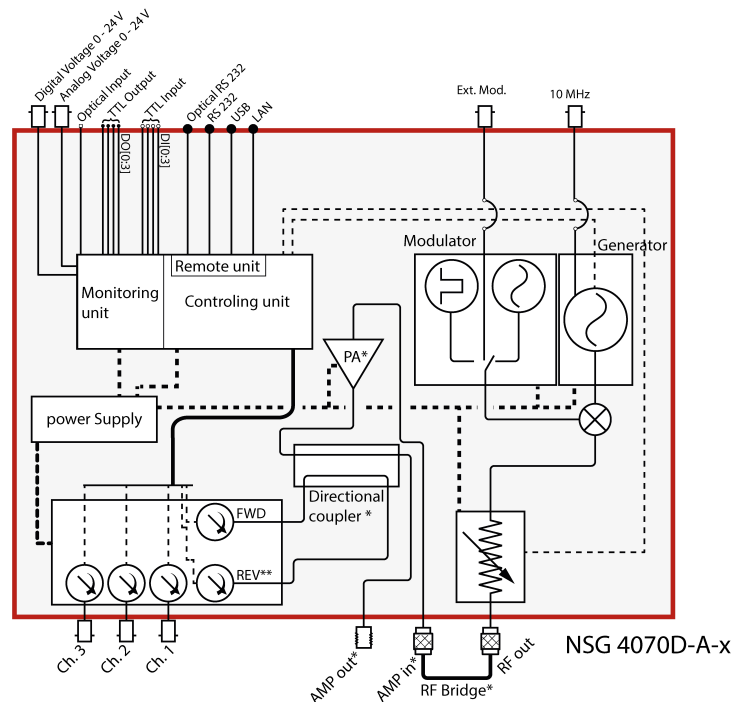 Digital Voltage 0 - 24 V
Analog Voltage 0 - 24 V
Optical Input
TTL Output
TTL Input
Optical RS 232
RS 232
USB
LAN
Ext. Mod.
10 MHz
DO[0:3]
DI[0:3]
Modulator
Generator
Remote unit
Monitoring
unit
Controling unit
PA*
power Supply
Directional
coupler *
FWD
REV**
Ch. 3
Ch. 2
Ch. 1
AMP out*
AMP in*
RF Bridge*
RF out
NSG 4070D-A-x